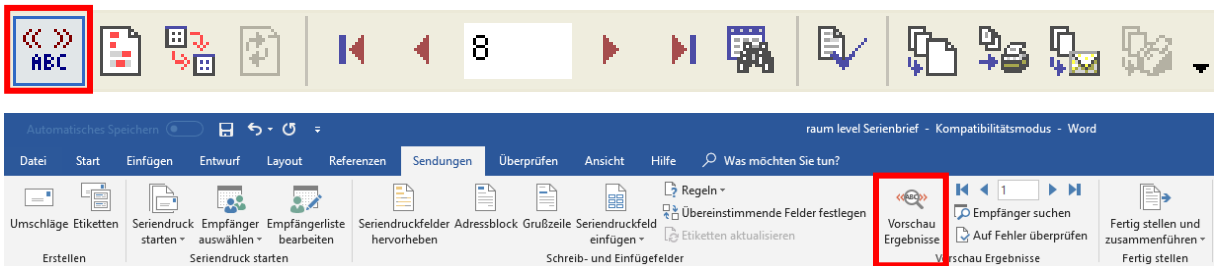 « »
ABC
8
Automatisches Speichern
raum level Serienbrief - Kompatibilitätsmodus - Word
Datei Start Einfügen Entwurf Layout Referenzen Sendungen Überprüfen Ansicht Hilfe Was möchten Sie tun?
Umschläge Etiketten
Erstellen
Seriendruck starten Empfänger auswählen Empfängerliste bearbeiten
Seriendruck starten
Seriendruckfelder hervorheben Adressblock Grußzeile Seriendruckfeld einfügen
Regeln
Übereinstimmende Felder festlegen
Etiketten aktualisieren
Schreib- und Einfügefelder
«ABC»
Vorschau Ergebnisse
1
Empfänger suchen
Auf Fehler überprüfen
Vorschau Ergebnisse
Fertig stellen und zusammenführen
Fertig stellen